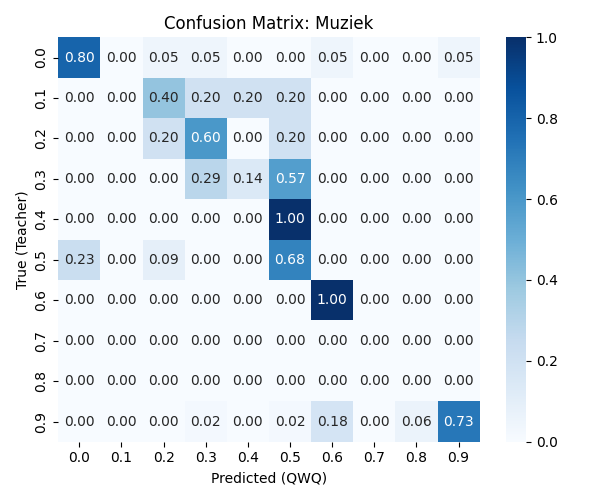 Confusion Matrix: Muziek
0.0 0.80 0.00 0.05 0.05 0.00 0.00 0.05 0.00 0.00 0.05
0.1 0.00 0.00 0.40 0.20 0.20 0.20 0.00 0.00 0.00 0.00
0.2 0.00 0.00 0.20 0.60 0.00 0.20 0.00 0.00 0.00 0.00
0.3 0.00 0.00 0.00 0.29 0.14 0.57 0.00 0.00 0.00 0.00
0.4 0.00 0.00 0.00 0.00 0.00 1.00 0.00 0.00 0.00 0.00
0.5 0.23 0.00 0.09 0.00 0.00 0.68 0.00 0.00 0.00 0.00
0.6 0.00 0.00 0.00 0.00 0.00 0.00 1.00 0.00 0.00 0.00
0.7 0.00 0.00 0.00 0.00 0.00 0.00 0.00 0.00 0.00 0.00
0.8 0.00 0.00 0.00 0.00 0.00 0.00 0.00 0.00 0.00 0.00
0.9 0.00 0.00 0.00 0.02 0.00 0.02 0.18 0.00 0.06 0.73
0.0 0.1 0.2 0.3 0.4 0.5 0.6 0.7 0.8 0.9
Predicted (QWQ)
True (Teacher)
1.0
0.8
0.6
0.4
0.2
0.0